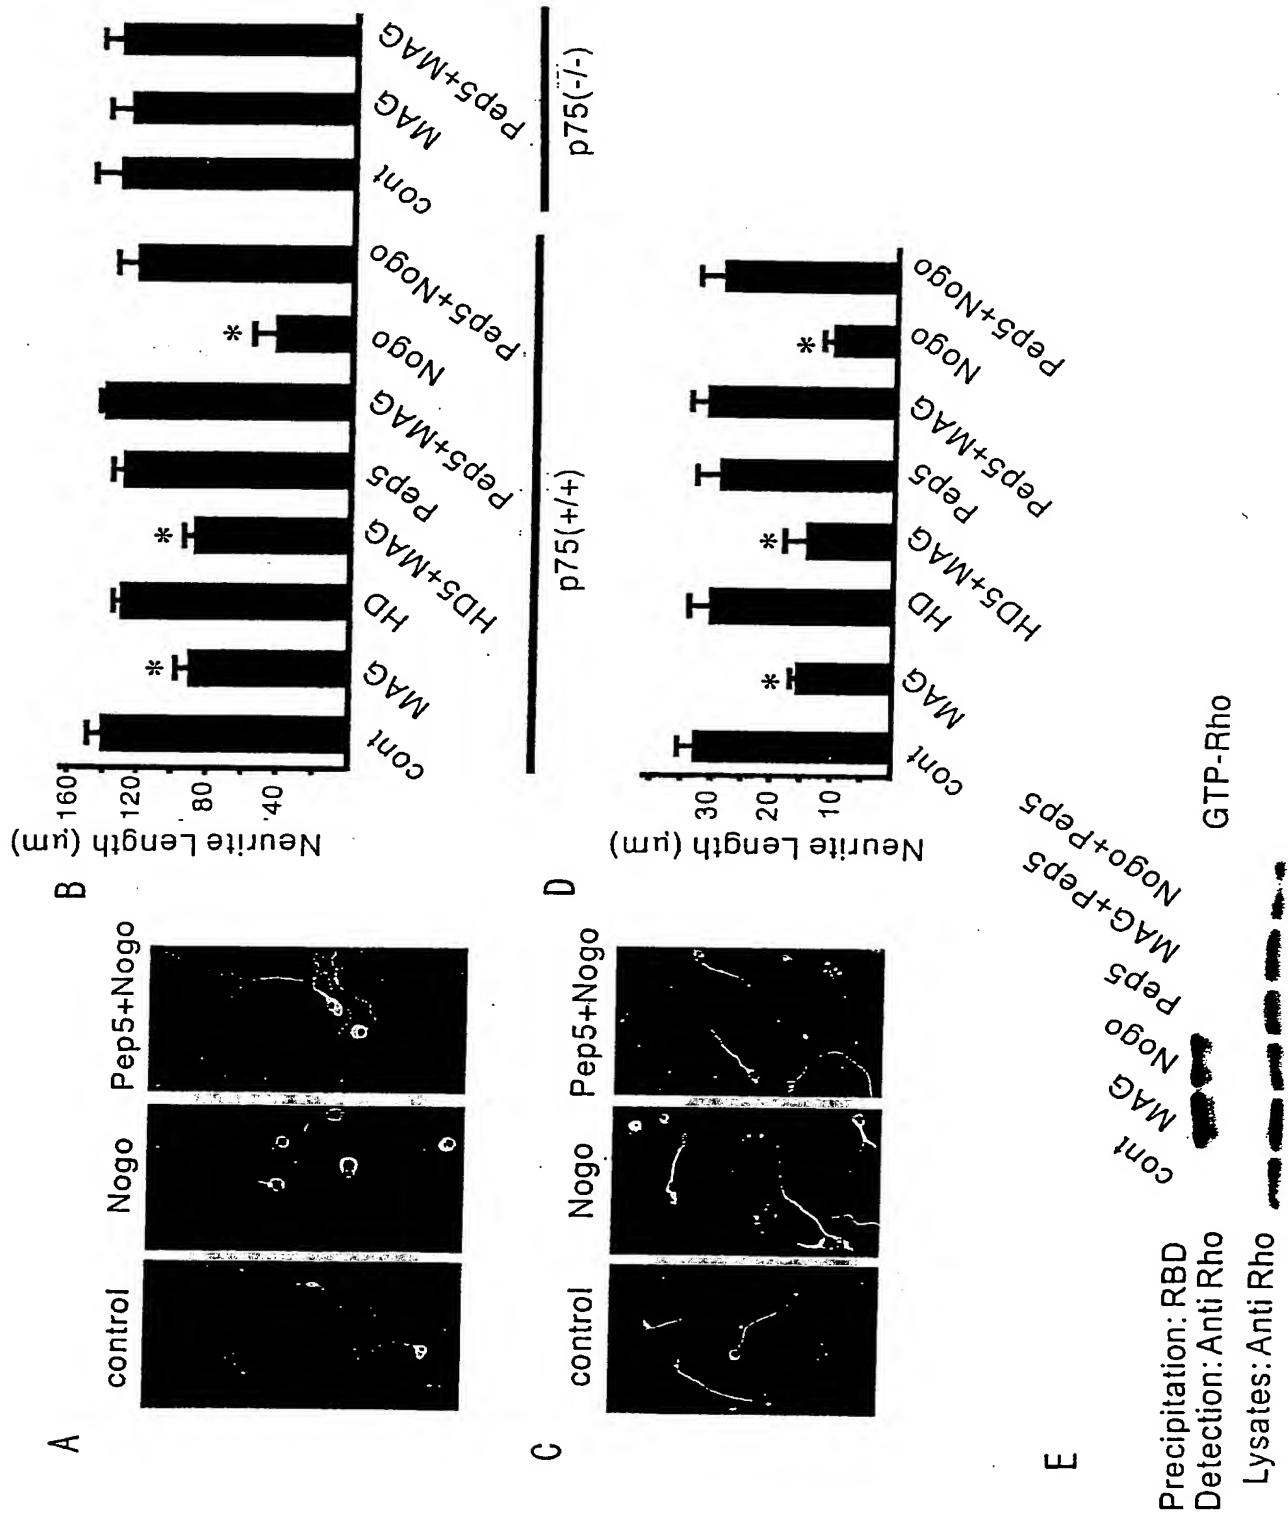 A
control
Nogo
Pep5+Nogo
B
Neurite Length (µm)
160
120
80
40
cont
MAG
HD
HD5+MAG
Pep5
Pep5+MAG
Nogo
Pep5+Nogo
cont
MAG
Pep5+MAG
*
*
*
p75(+/+)
p75(-/-)
C
control
Nogo
Pep5+Nogo
D
Neurite Length (µm)
30
20
10
cont
MAG
HD
HD5+MAG
Pep5
Pep5+MAG
Nogo
Pep5+Nogo
*
*
*
E
cont
MAG
Nogo
Pep5
MAG+Pep5
Nogo+Pep5
Precipitation: RBD
Detection: Anti Rho
GTP-Rho
Lysates: Anti Rho